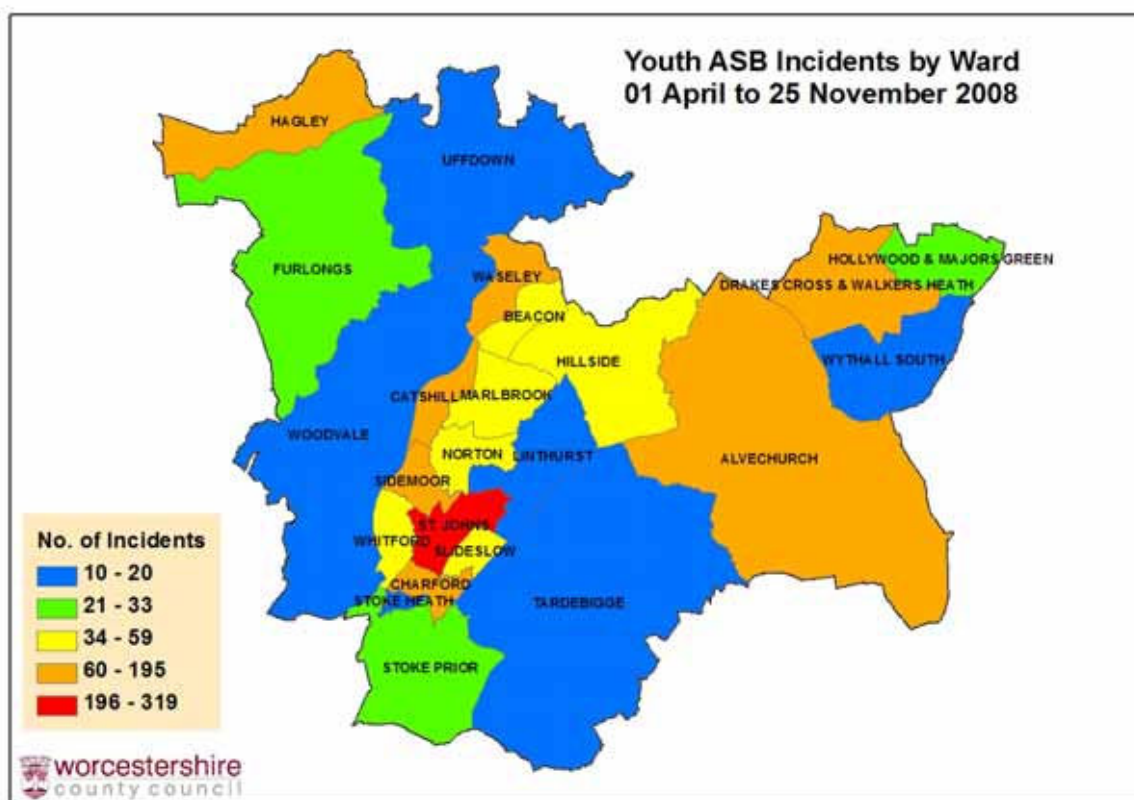 Youth ASB Incidents by Ward
01 April to 25 November 2008
HAGLEY
UFFDOWN
FURLONGS
WASELEY
HOLLYWOOD & MAJORS GREEN
DRAKES CROSS & WALKERS HEATH
BEACON
HILLSIDE
WYTHALL SOUTH
CATSHILL
MARLBROOK
WOODVALE
NORTON
LINTHURST
ALVECHURCH
SIDEMOOR
ST JOHNS
WHITFORD
SLIDESLOW
CHARFORD
STOKE HEATH
TARDEBIGGE
STOKE PRIOR
No. of Incidents
10 - 20
21 - 33
34 - 59
60 - 195
196 - 319
worcestershire
county council